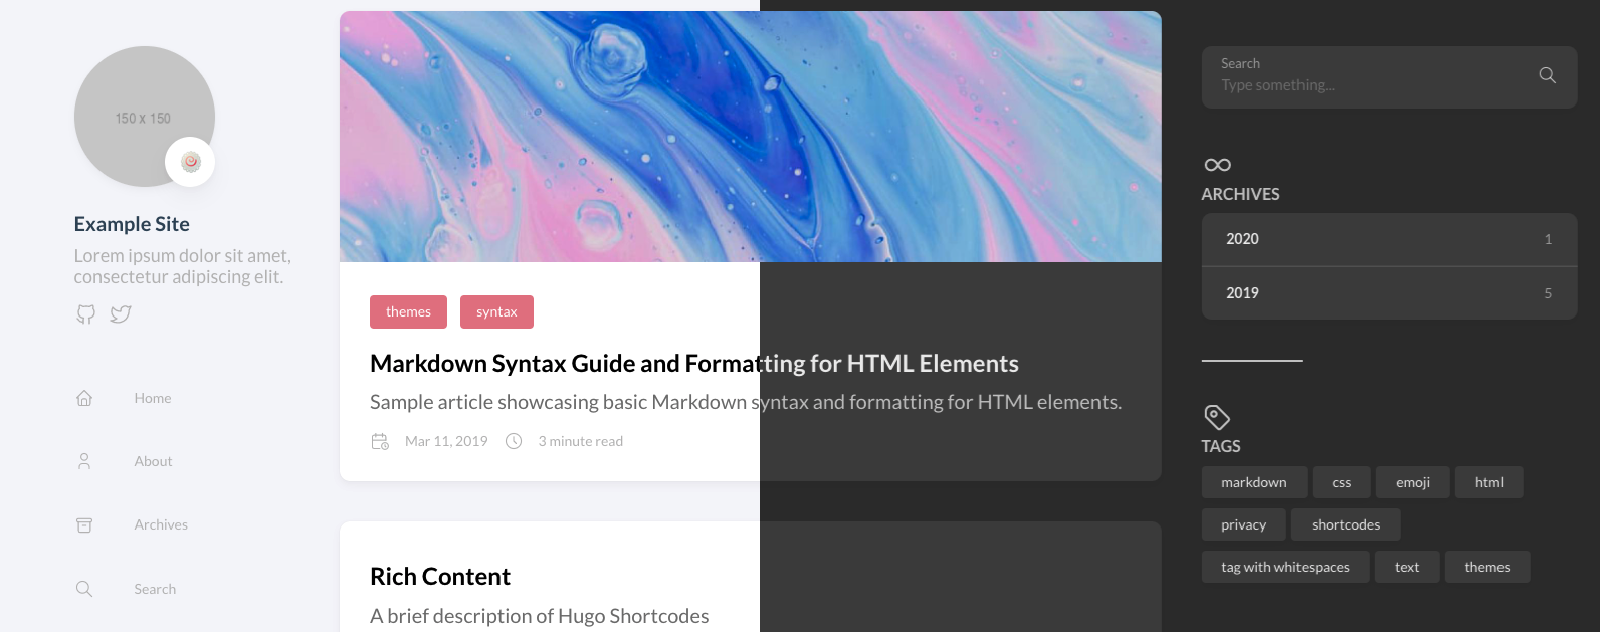 150 x 150
Example Site
Lorem ipsum dolor sit amet,
consectetur adipiscing elit.
Home
About
Archives
Search
themes
syntax
Markdown Syntax Guide and Formatting for HTML Elements
Sample article showcasing basic Markdown syntax and formatting for HTML elements.
Mar 11, 2019
3 minute read
Rich Content
A brief description of Hugo Shortcodes
Search
Type something...
ARCHIVES
2020 1
2019 5
TAGS
markdown css emoji html
privacy shortcodes
tag with whitespaces text themes